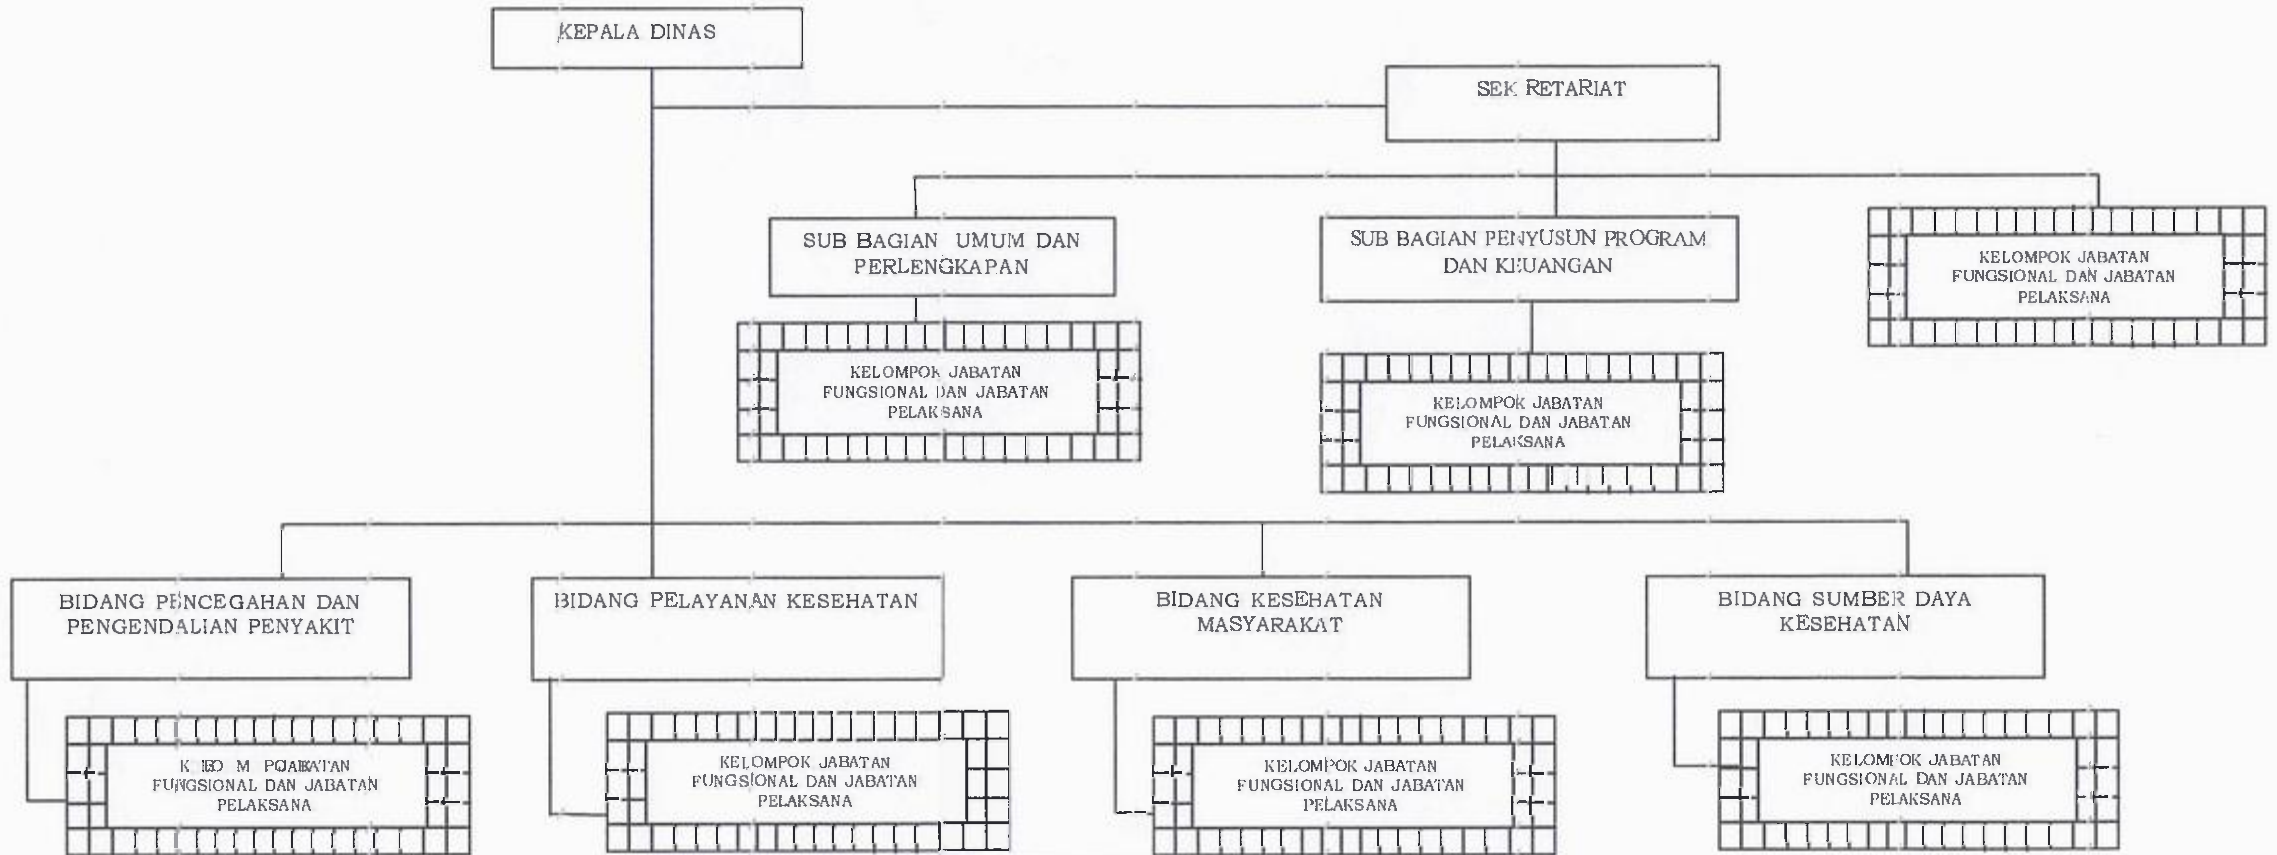 KEPALA DINAS
SEKRETARIAT
SUB BAGIAN UMUM DAN
PERLENGKAPAN
SUB BAGIAN PENYUSUN PROGRAM
DAN KEUANGAN
KELOMPOK JABATAN
FUNGSIONAL DAN JABATAN
PELAKSANA
KELOMPOK JABATAN
FUNGSIONAL DAN JABATAN
PELAKSANA
KELOMPOK JABATAN
FUNGSIONAL DAN JABATAN
PELAKSANA
BIDANG PENCEGAHAN DAN
PENGENDALIAN PENYAKIT
BIDANG PELAYANAN KESEHATAN
BIDANG KESEHATAN
MASYARAKAT
BIDANG SUMBER DAYA
KESEHATAN
FUNGSIONAL DAN JABATAN
PELAKSANA
KELOMPOK JABATAN
FUNGSIONAL DAN JABATAN
PELAKSANA
KELOMPOK JABATAN
FUNGSIONAL DAN JABATAN
PELAKSANA
KELOMPOK JABATAN
FUNGSIONAL DAN JABATAN
PELAKSANA